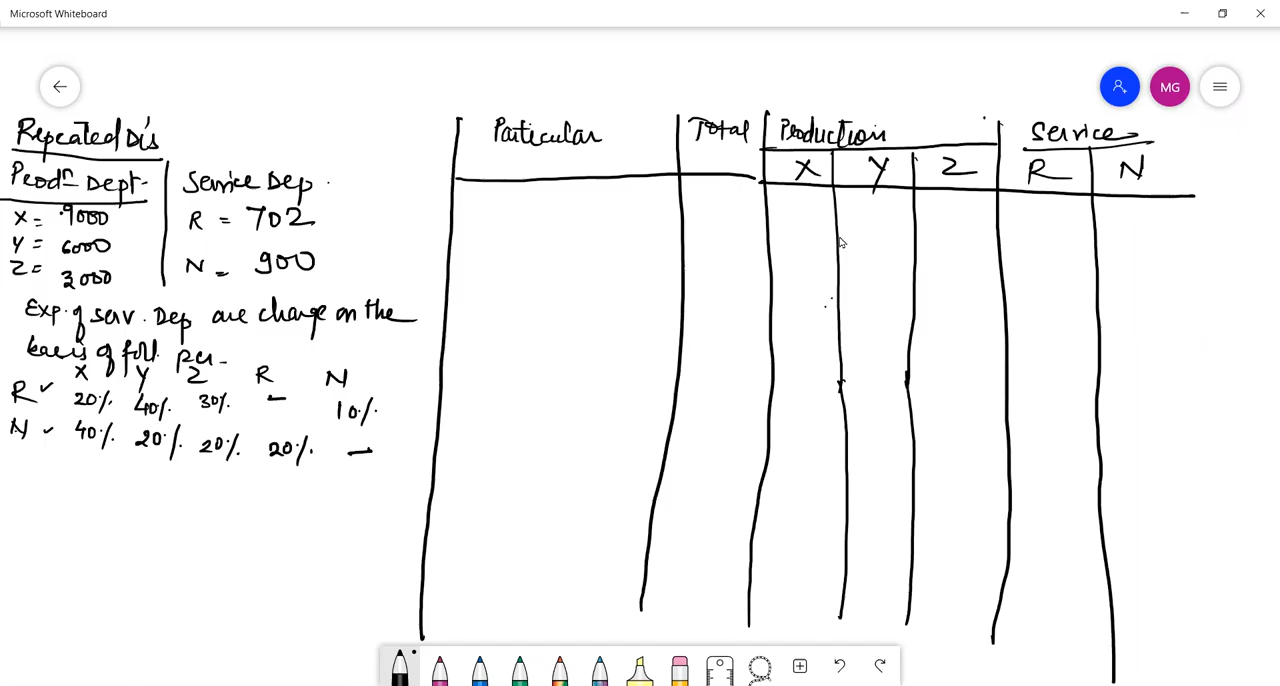 Microsoft Whiteboard
MG
Repeated Dis
Prodn Dept.
X = 9000
Y = 6000
Z = 3000
Service Dep.
R = 702
N = 900
Exp. of serv. Dep are charge on the
basis of foll. per -
X Y Z R N
R ✓ 20% 40% 30% - 10%
N ✓ 40% 20% 20% 20% -
Particular Total Production Service
X Y Z R N